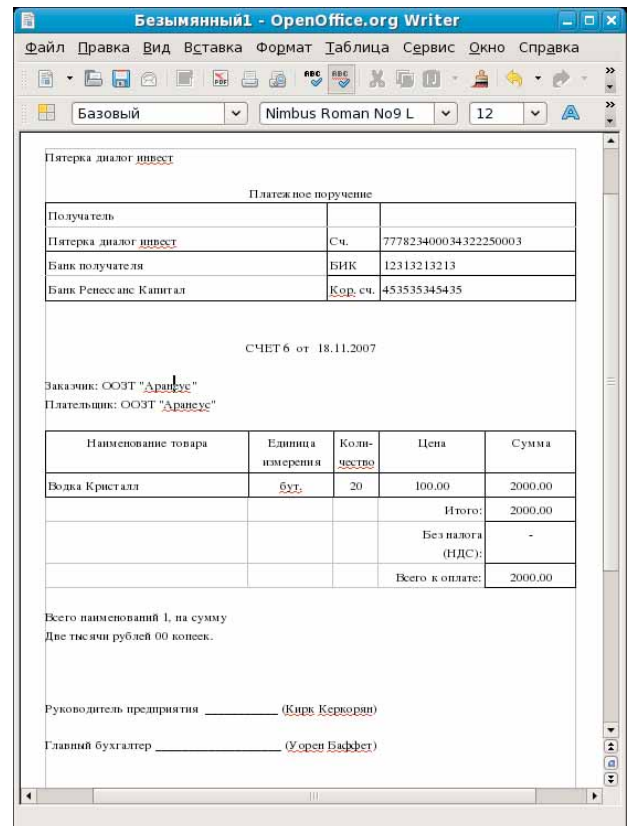 Безымянный1 - OpenOffice.org Writer
Файл Правка Вид Вставка Формат Таблица Сервис Окно Справка
Базовый Nimbus Roman No9 L 12
Пятерка диалог инвест
Платежное поручение
Получатель
Пятерка диалог инвест Сч. 777823400034322250003
Банк получателя БИК 12313213213
Банк Ренессанс Капитал Кор. сч. 453535345435
СЧЕТ 6 от 18.11.2007
Заказчик: ООЗТ "Аранеус"
Плательщик: ООЗТ "Аранеус"
Наименование товара Единица Коли- Цена Сумма
измерения чество
Водка Кристалл бут. 20 100.00 2000.00
Итого: 2000.00
Без налога -
(НДС):
Всего к оплате: 2000.00
Всего наименований 1, на сумму
Две тысячи рублей 00 копеек.
Руководитель предприятия ____________ (Кирк Керкорян)
Главный бухгалтер _____________________ (Уорен Баффет)